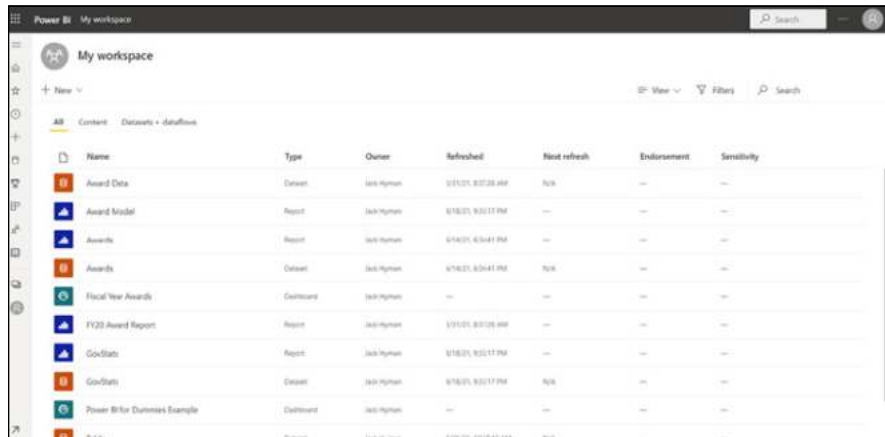 Power BI My workspace Search
My workspace
+ New View Filters Search
All Content Datasets + dataflows
Name Type Owner Refreshed Next refresh Endorsement Sensitivity
Award Data Dataset Jack Hyman N/A — —
Award Model Report Jack Hyman — — —
Awards Report Jack Hyman — — —
Awards Dataset Jack Hyman N/A — —
Fiscal Year Awards Dashboard Jack Hyman — — — —
FY20 Award Report Report Jack Hyman — — —
GovStats Report Jack Hyman — — —
GovStats Dataset Jack Hyman N/A — —
Power BI for Dummies Example Dashboard Jack Hyman — — — —